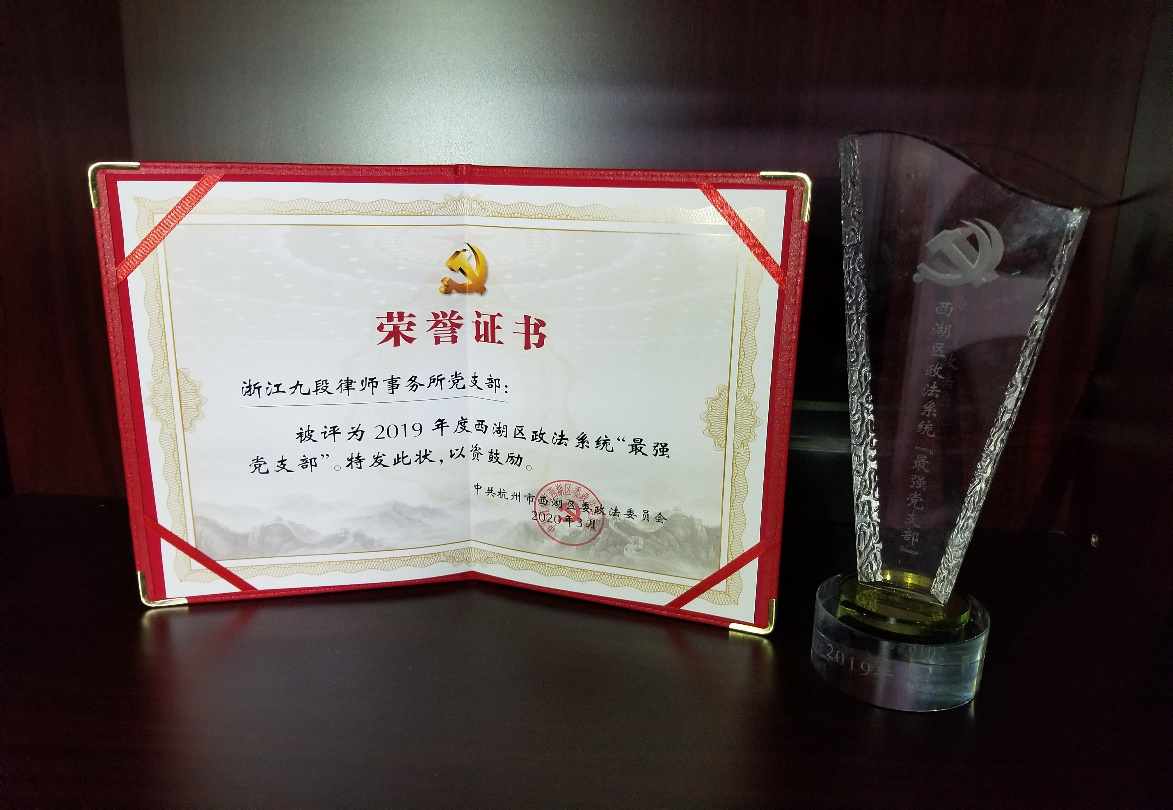 荣誉证书
浙江九段律师事务所党支部：
被评为 2019 年度西湖区政法系统“最强
党支部”。特发此状，以资鼓励。
中共杭州市西湖区委政法委员会
2020年3月
西湖区政法系统『最强党支部』
2019年